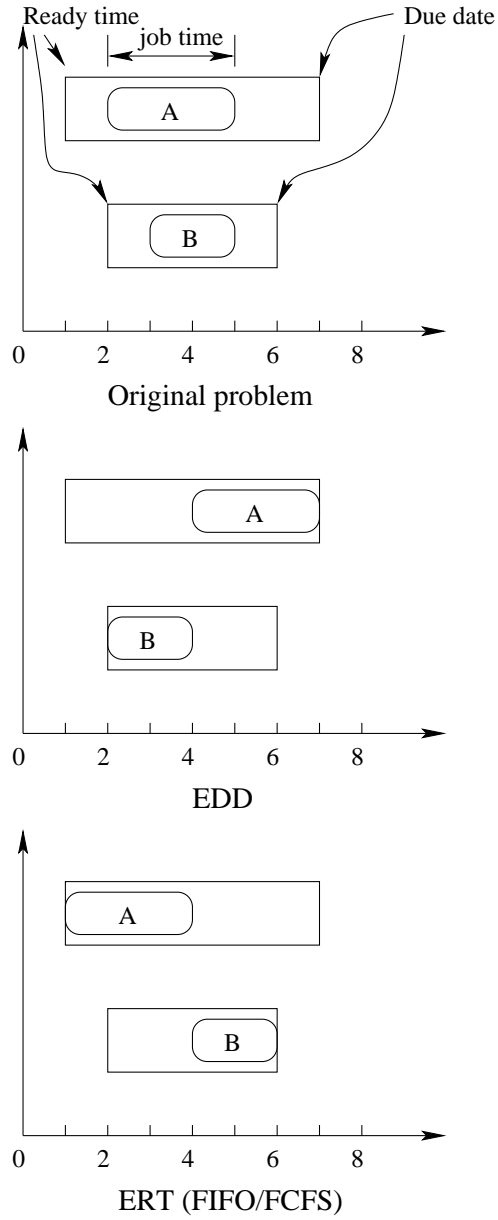 Ready time
Due date
job time
A
B
0 2 4 6 8
Original problem
A
B
0 2 4 6 8
EDD
A
B
0 2 4 6 8
ERT (FIFO/FCFS)